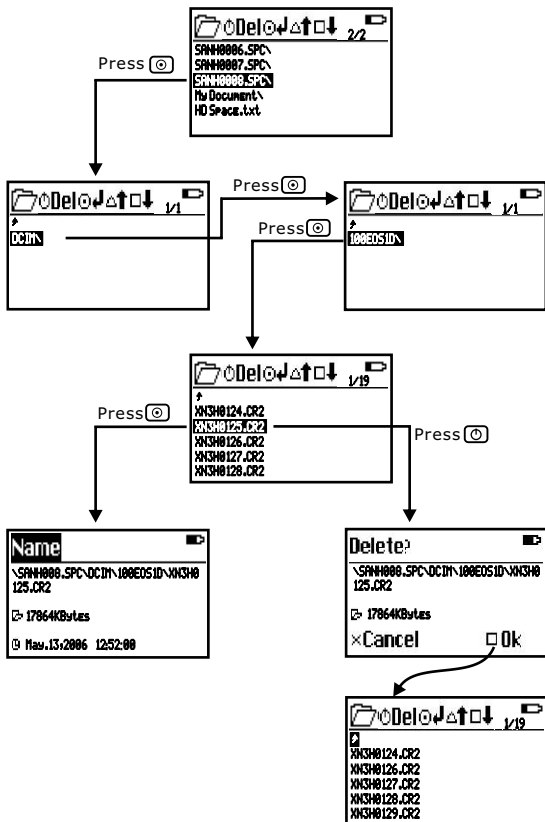 Del 2/2
SANH0006.SPC\
SANH0007.SPC\
SANH0008.SPC\
My Document\
HD Space.txt
Press
Del 1/1
DCIM\
Press
Del 1/1
100EOS1D\
Press
Del 1/19
XN3H0124.CR2
XN3H0125.CR2
XN3H0126.CR2
XN3H0127.CR2
XN3H0128.CR2
Press
Press
Name
\SANH008.SPC\DCIM\100EOS1D\XN3H0
125.CR2
17864KBytes
May.13,2006 12:52:00
Delete?
\SANH008.SPC\DCIM\100EOS1D\XN3H0
125.CR2
17864KBytes
×Cancel Ok
Del 1/19
XN3H0124.CR2
XN3H0126.CR2
XN3H0127.CR2
XN3H0128.CR2
XN3H0129.CR2